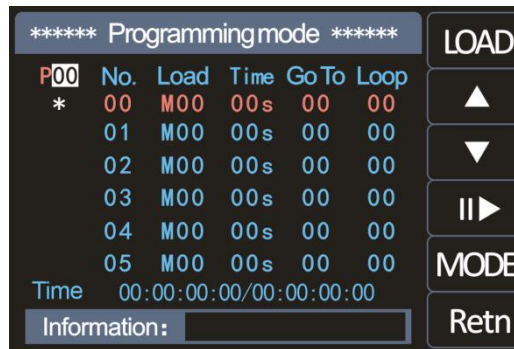 ****** Programming mode ******
P00 No. Load Time Go To Loop
* 00 M00 00s 00 00
01 M00 00s 00 00
02 M00 00s 00 00
03 M00 00s 00 00
04 M00 00s 00 00
05 M00 00s 00 00
Time 00:00:00:00/00:00:00:00
Information:
LOAD
▲
▼
II▶
MODE
Retn